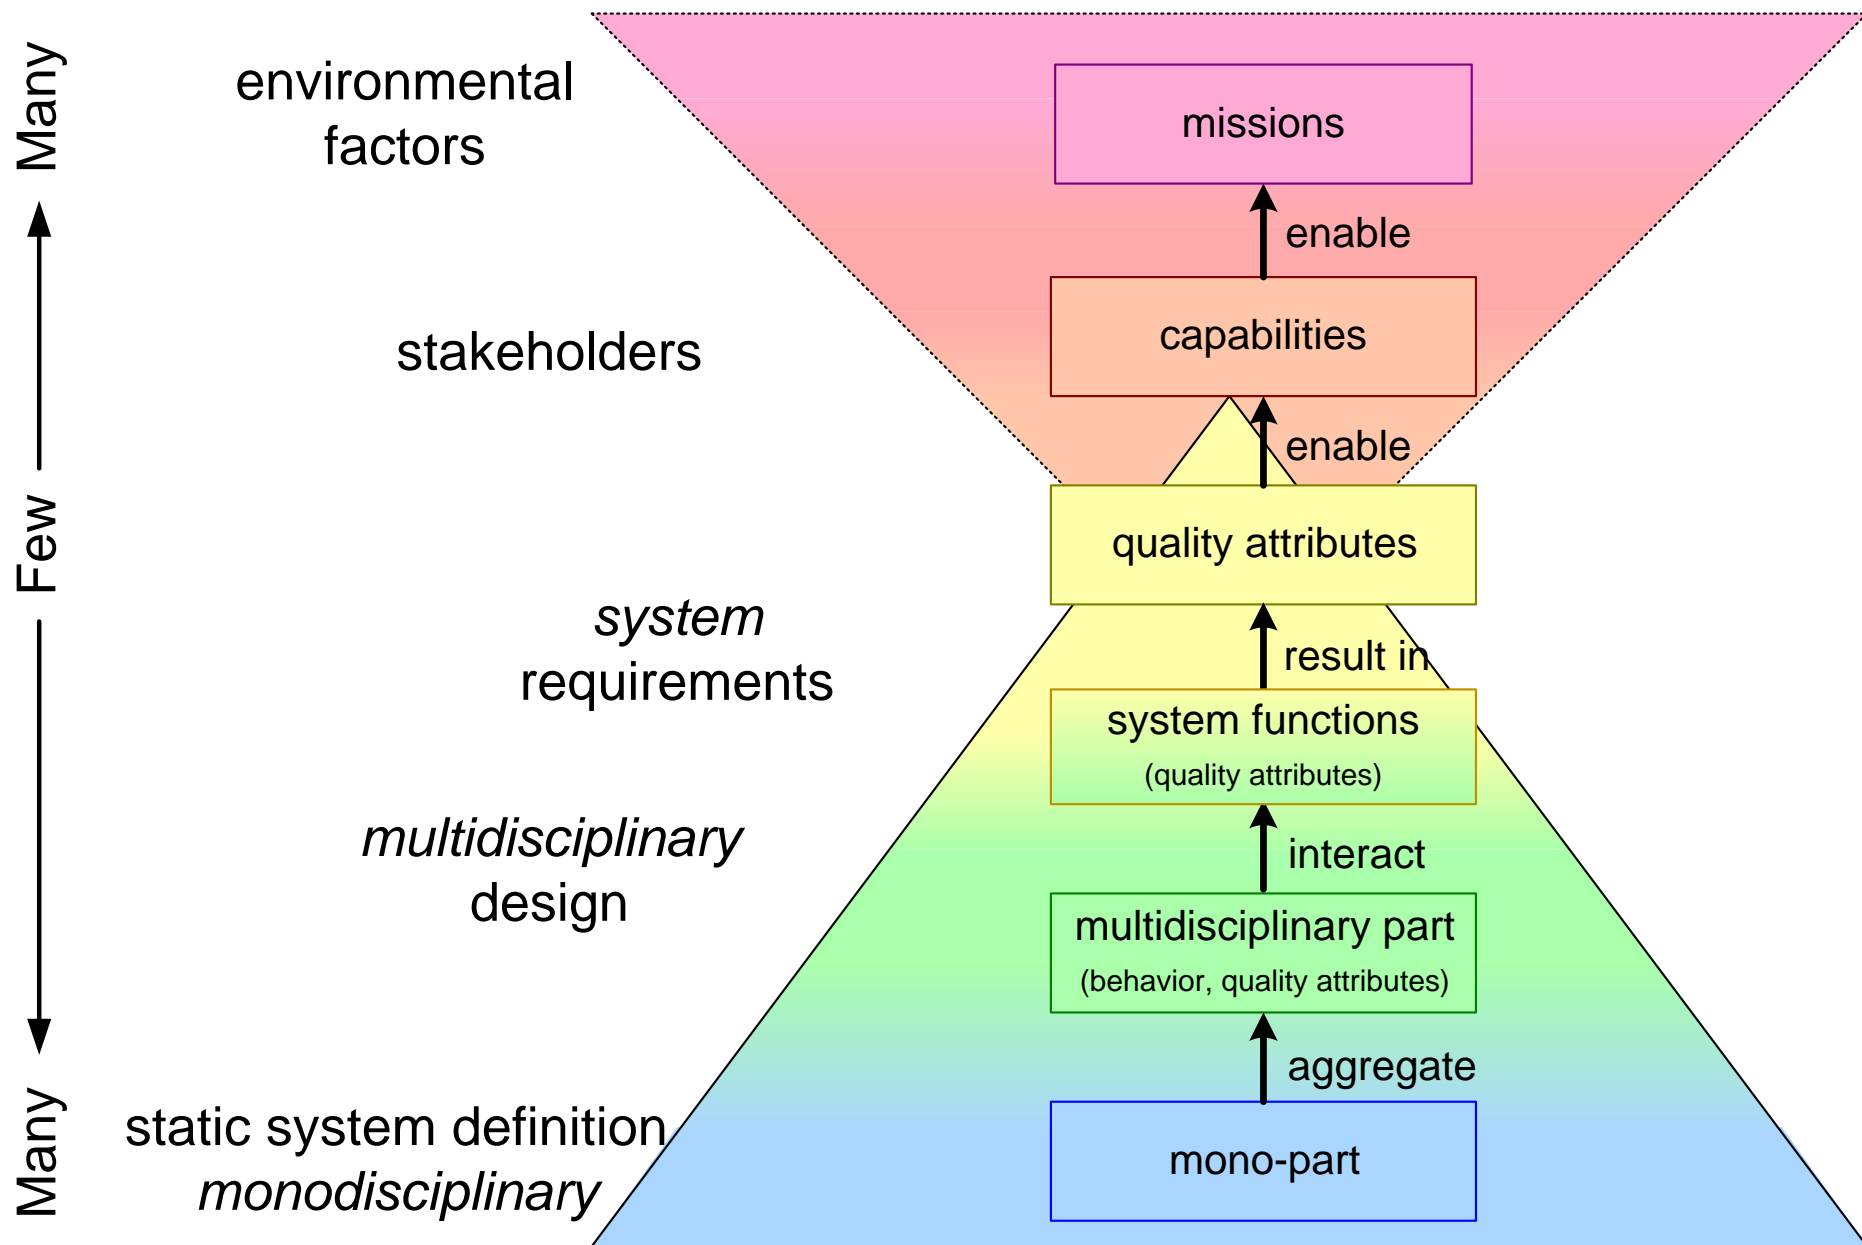 Many
environmental
factors
missions
enable
stakeholders
capabilities
enable
Few
quality attributes
system
requirements
result in
system functions
(quality attributes)
multidisciplinary
design
interact
multidisciplinary part
(behavior, quality attributes)
aggregate
Many
static system definition
monodisciplinary
mono-part